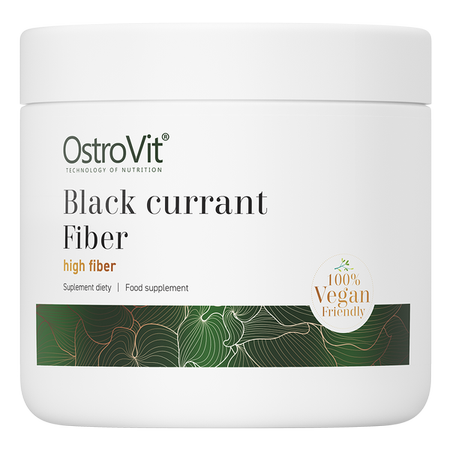 OstroVit®
TECHNOLOGY OF NUTRITION
Black currant
Fiber
high fiber
Suplement diety | Food supplement
100%
Vegan
Friendly